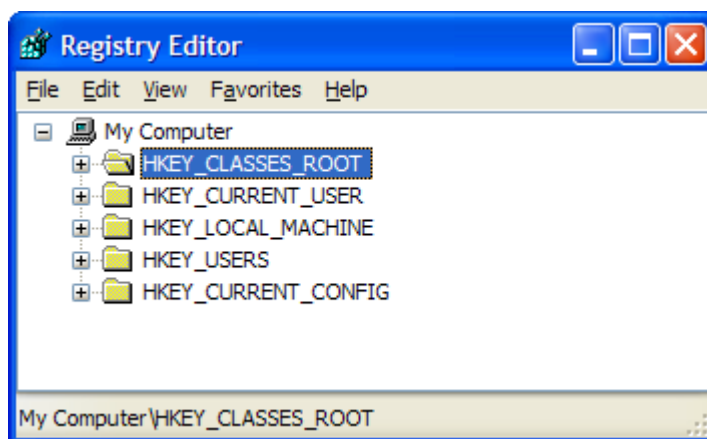 Registry Editor
File Edit View Favorites Help
My Computer
HKEY_CLASSES_ROOT
HKEY_CURRENT_USER
HKEY_LOCAL_MACHINE
HKEY_USERS
HKEY_CURRENT_CONFIG
My Computer\HKEY_CLASSES_ROOT